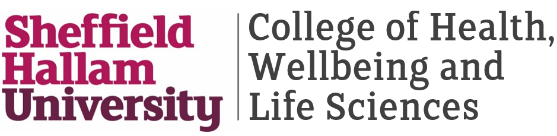 Sheffield
Hallam
University
College of Health,
Wellbeing and
Life Sciences